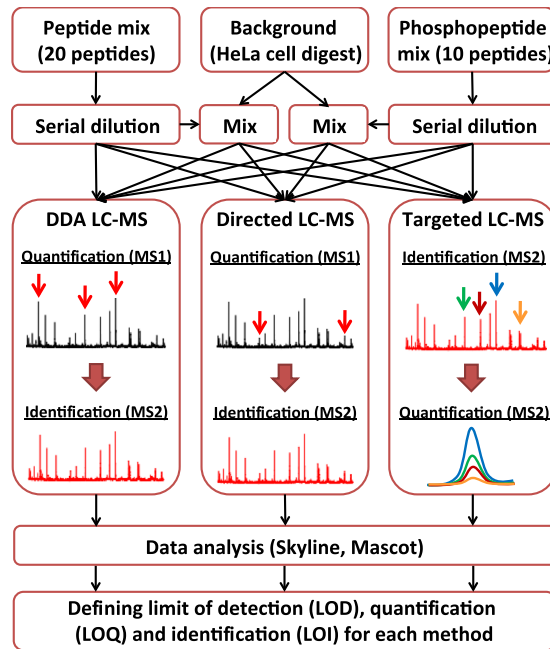 Peptide mix
(20 peptides)
Background
(HeLa cell digest)
Phosphopeptide
mix (10 peptides)
Serial dilution
Mix
Mix
Serial dilution
DDA LC-MS
Quantification (MS1)
Identification (MS2)
Directed LC-MS
Quantification (MS1)
Identification (MS2)
Targeted LC-MS
Identification (MS2)
Quantification (MS2)
Data analysis (Skyline, Mascot)
Defining limit of detection (LOD), quantification
(LOQ) and identification (LOI) for each method